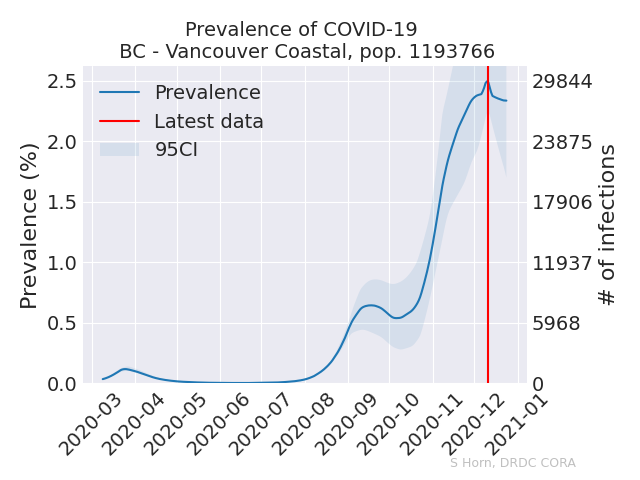 Prevalence of COVID-19
BC - Vancouver Coastal, pop. 1193766
Prevalence (%)
2.5
2.0
1.5
1.0
0.5
0.0
Prevalence
Latest data
95CI
29844
23875
17906
11937
5968
0
# of infections
2020-03
2020-04
2020-05
2020-06
2020-07
2020-08
2020-09
2020-10
2020-11
2020-12
2021-01
S Horn, DRDC CORA